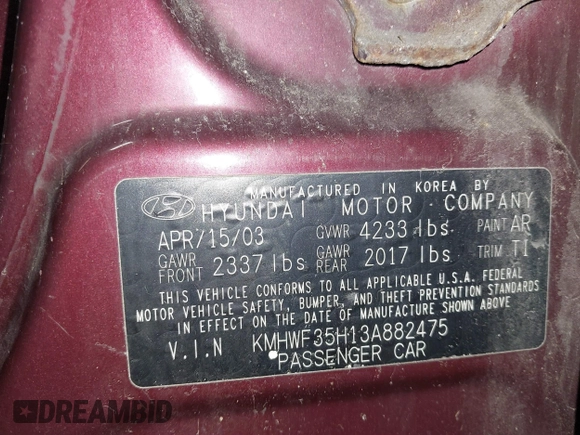 MANUFACTURED IN KOREA BY
HYUNDAI MOTOR COMPANY
APR/15/03 GVWR 4233 lbs PAINT AR
GAWR FRONT 2337 lbs GAWR REAR 2017 lbs TRIM TI
THIS VEHICLE CONFORMS TO ALL APPLICABLE U.S.A. FEDERAL
MOTOR VEHICLE SAFETY, BUMPER, AND THEFT PREVENTION STANDARDS
IN EFFECT ON THE DATE OF MANUFACTURE SHOWN ABOVE
V.I.N KMHWF35H13A882475
PASSENGER CAR
DREAMBID